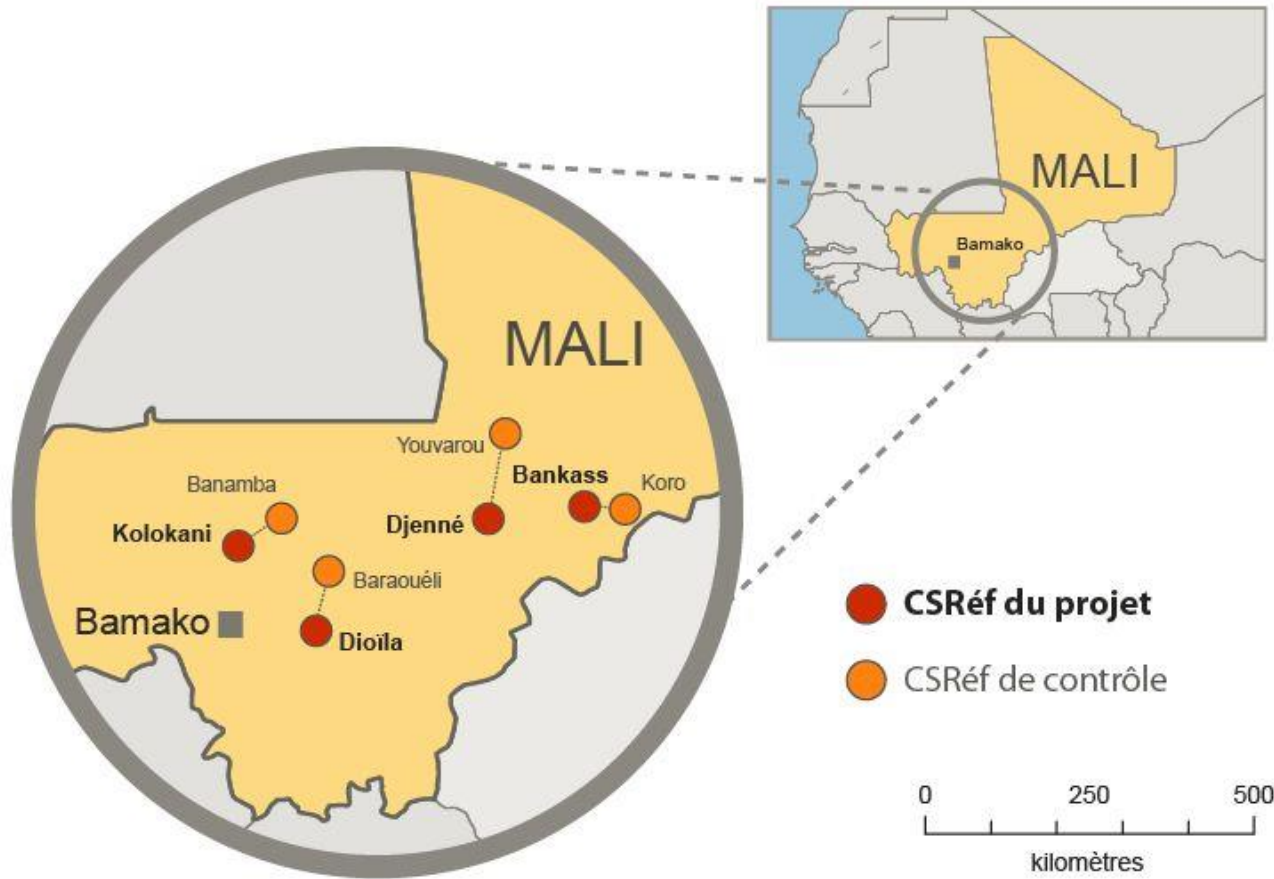 MALI
Bamako
MALI
Youvarou
Bankass
Koro
Banamba
Djenné
Kolokani
Baraouéli
Bamako
Dioïla
CSRéf du projet
CSRéf de contrôle
0 250 500
kilomètres